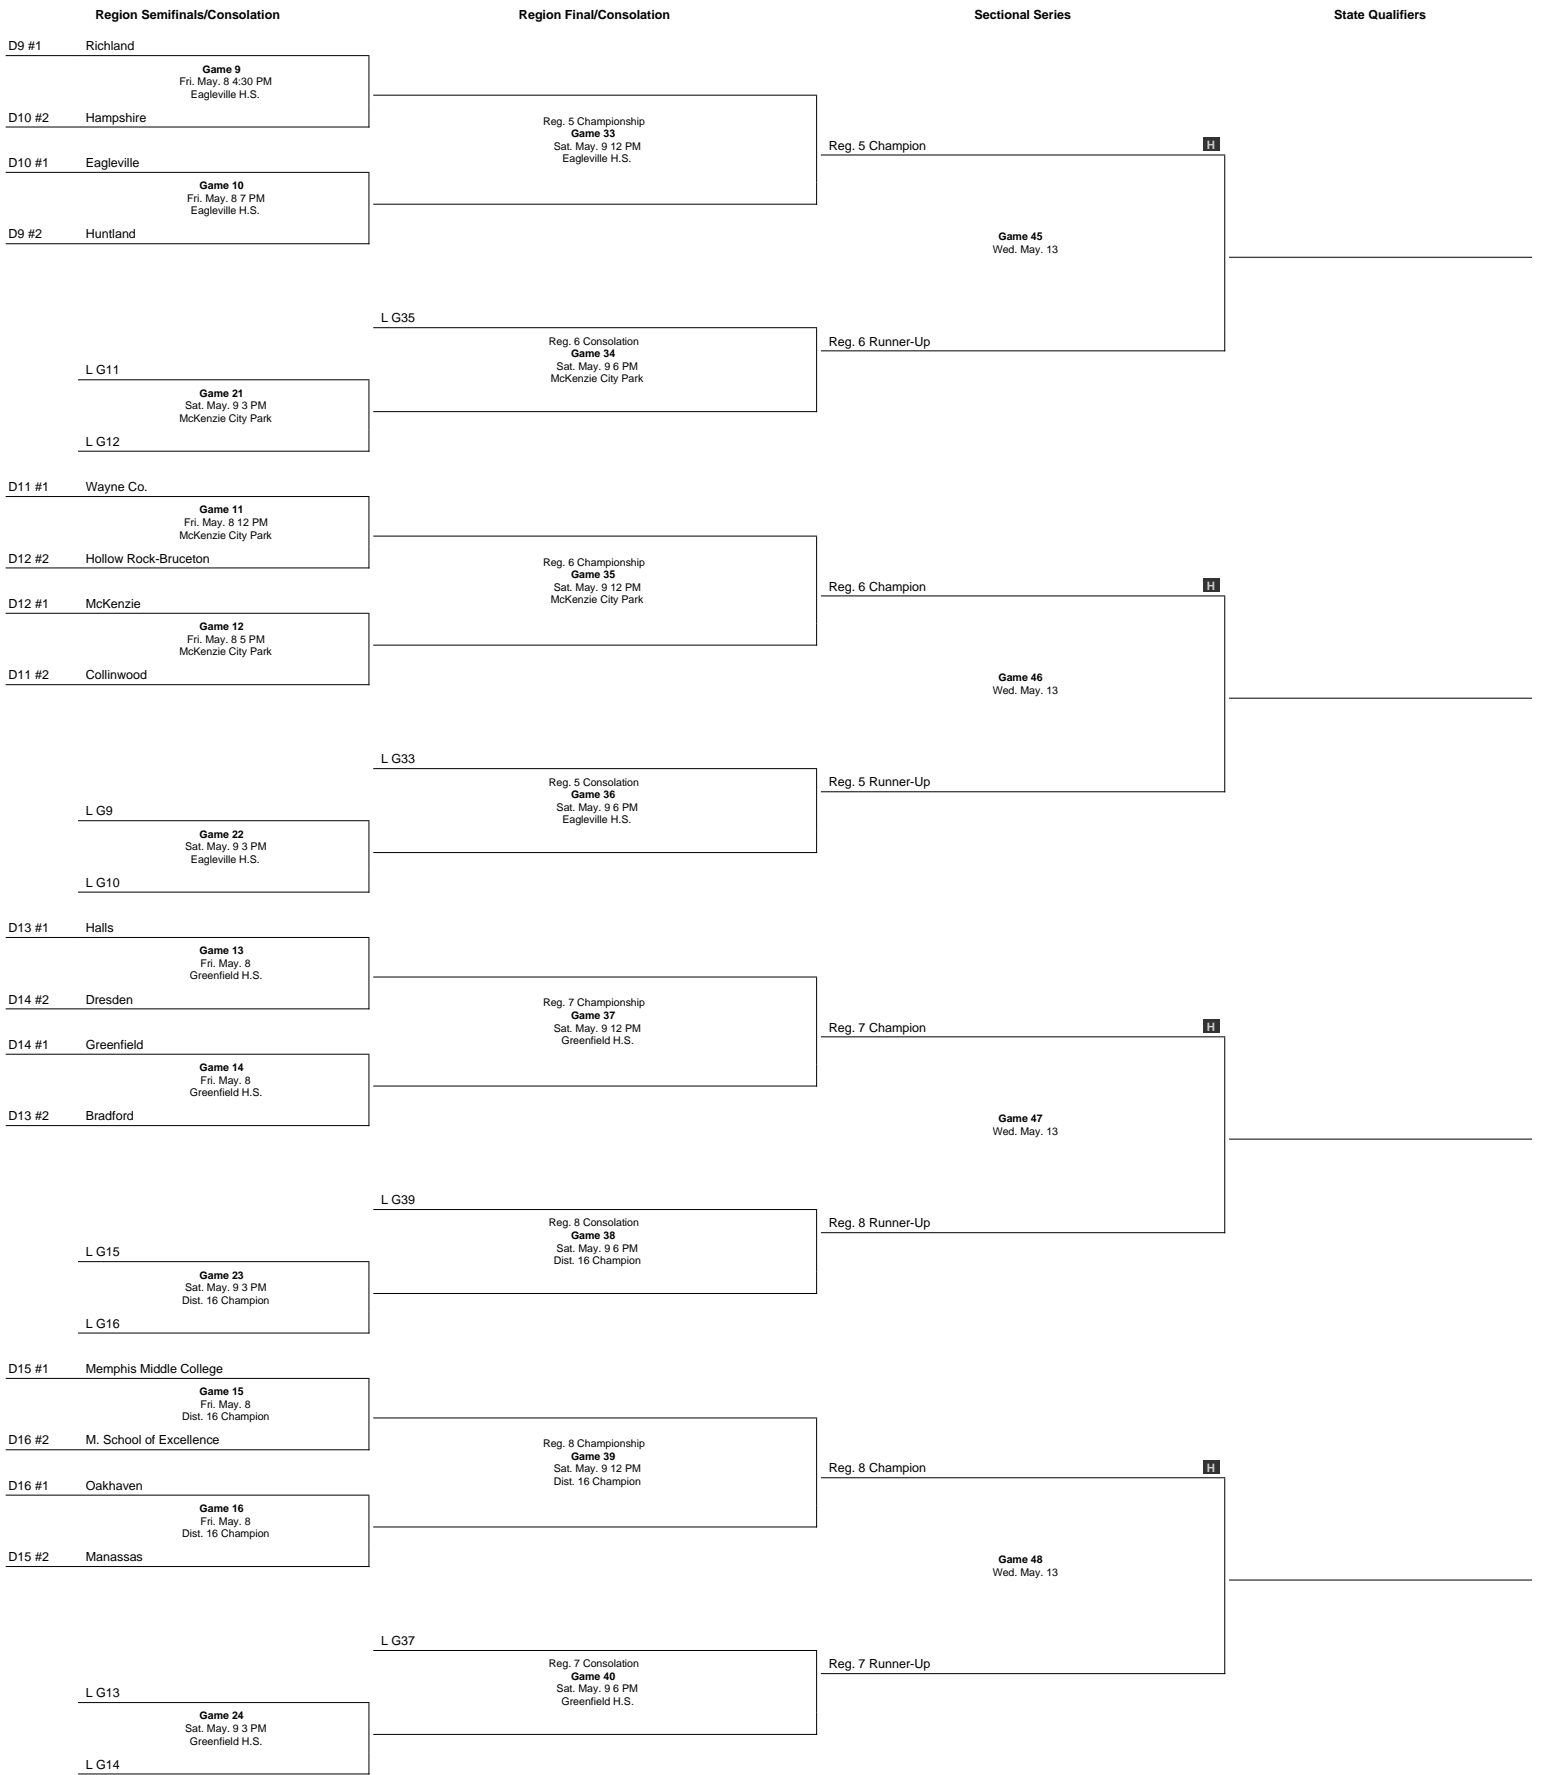 Region Semifinals/Consolation
Region Final/Consolation
Sectional Series
State Qualifiers
D9 #1 Richland
Game 9
Fri. May. 8 4:30 PM
Eagleville H.S.
D10 #2 Hampshire
Reg. 5 Championship
Game 33
Sat. May. 9 12 PM
Eagleville H.S.
Reg. 5 Champion H
D10 #1 Eagleville
Game 10
Fri. May. 8 7 PM
Eagleville H.S.
D9 #2 Huntland
Game 45
Wed. May. 13
L G35
Reg. 6 Consolation
Game 34
Sat. May. 9 6 PM
McKenzie City Park
Reg. 6 Runner-Up
L G11
Game 21
Sat. May. 9 3 PM
McKenzie City Park
L G12
D11 #1 Wayne Co.
Game 11
Fri. May. 8 12 PM
McKenzie City Park
D12 #2 Hollow Rock-Bruceton
Reg. 6 Championship
Game 35
Sat. May. 9 12 PM
McKenzie City Park
Reg. 6 Champion H
D12 #1 McKenzie
Game 12
Fri. May. 8 5 PM
McKenzie City Park
D11 #2 Collinwood
Game 46
Wed. May. 13
L G33
Reg. 5 Consolation
Game 36
Sat. May. 9 6 PM
Eagleville H.S.
Reg. 5 Runner-Up
L G9
Game 22
Sat. May. 9 3 PM
Eagleville H.S.
L G10
D13 #1 Halls
Game 13
Fri. May. 8
Greenfield H.S.
D14 #2 Dresden
Reg. 7 Championship
Game 37
Sat. May. 9 12 PM
Greenfield H.S.
Reg. 7 Champion H
D14 #1 Greenfield
Game 14
Fri. May. 8
Greenfield H.S.
D13 #2 Bradford
Game 47
Wed. May. 13
L G39
Reg. 8 Consolation
Game 38
Sat. May. 9 6 PM
Dist. 16 Champion
Reg. 8 Runner-Up
L G15
Game 23
Sat. May. 9 3 PM
Dist. 16 Champion
L G16
D15 #1 Memphis Middle College
Game 15
Fri. May. 8
Dist. 16 Champion
D16 #2 M. School of Excellence
Reg. 8 Championship
Game 39
Sat. May. 9 12 PM
Dist. 16 Champion
Reg. 8 Champion H
D16 #1 Oakhaven
Game 16
Fri. May. 8
Dist. 16 Champion
D15 #2 Manassas
Game 48
Wed. May. 13
L G37
Reg. 7 Consolation
Game 40
Sat. May. 9 6 PM
Greenfield H.S.
Reg. 7 Runner-Up
L G13
Game 24
Sat. May. 9 3 PM
Greenfield H.S.
L G14